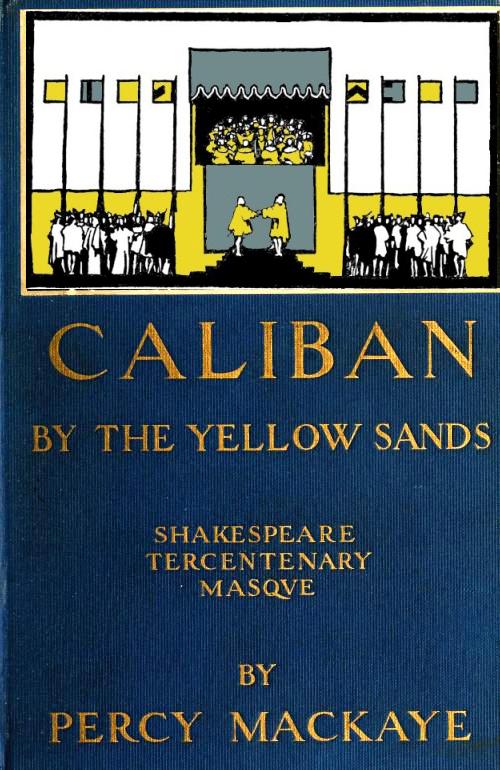 CALIBAN
BY THE YELLOW SANDS
SHAKESPEARE
TERCENTENARY
MASQVE
BY
PERCY MACKAYE